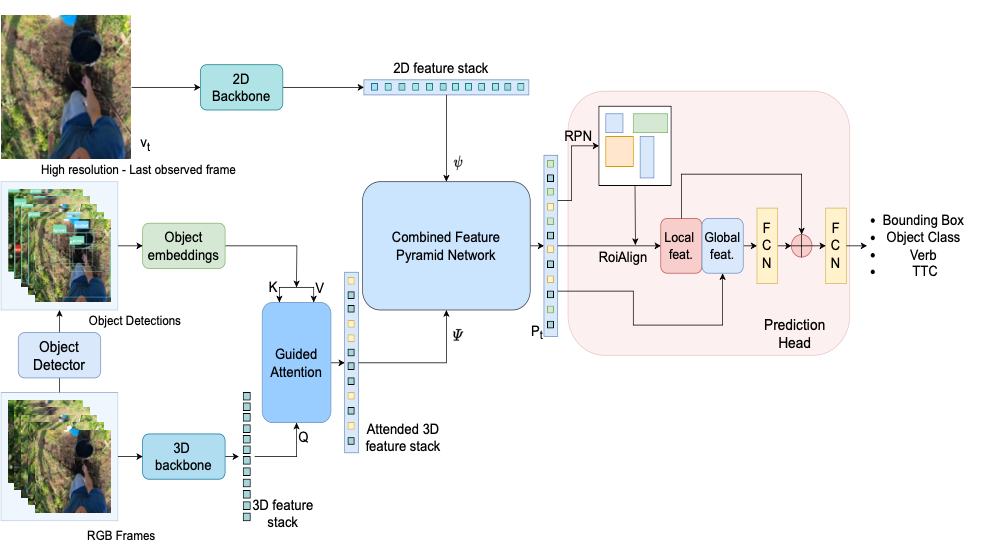 2D
Backbone
2D feature stack
v_t
High resolution - Last observed frame
ψ
RPN
Object
embeddings
Combined Feature
Pyramid Network
Local
feat.
Global
feat.
F
C
N
F
C
N
RoiAlign
• Bounding Box
• Object Class
• Verb
• TTC
K
V
Object Detections
Object
Detector
Guided
Attention
Ψ
P_t
Prediction
Head
Q
Attended 3D
feature stack
3D
backbone
3D feature
stack
RGB Frames